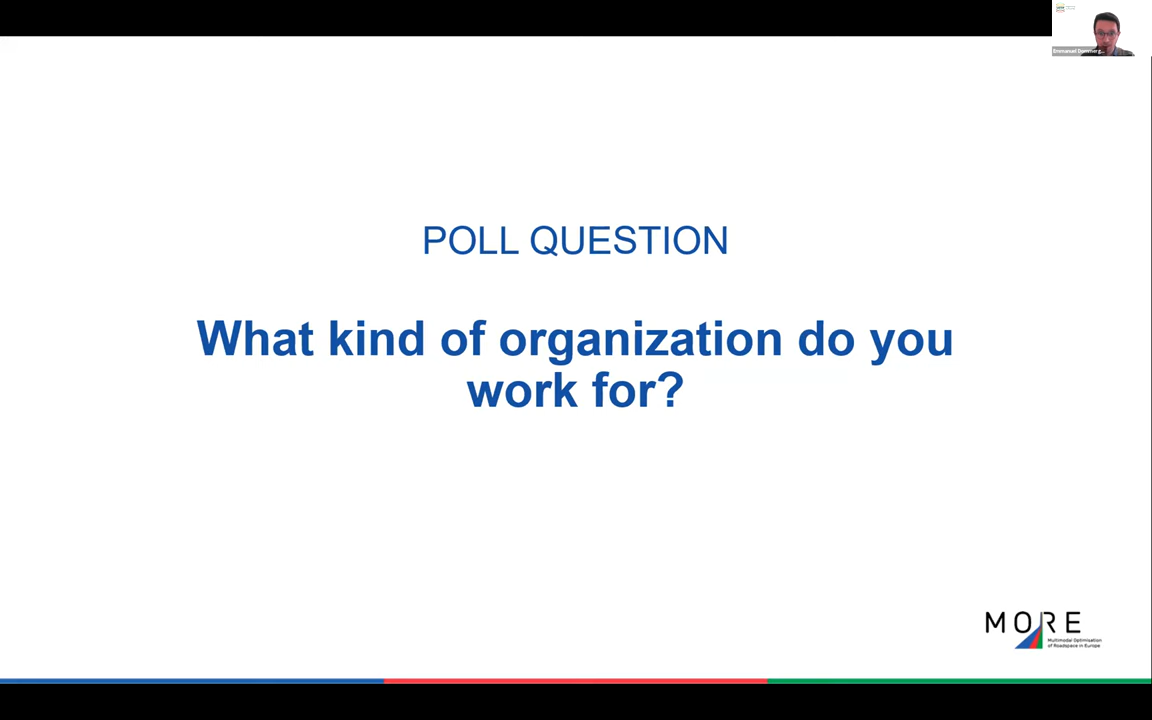 POLL QUESTION
What kind of organization do you
work for?
MORE
Multimodal Optimisation
of Roadspace in Europe